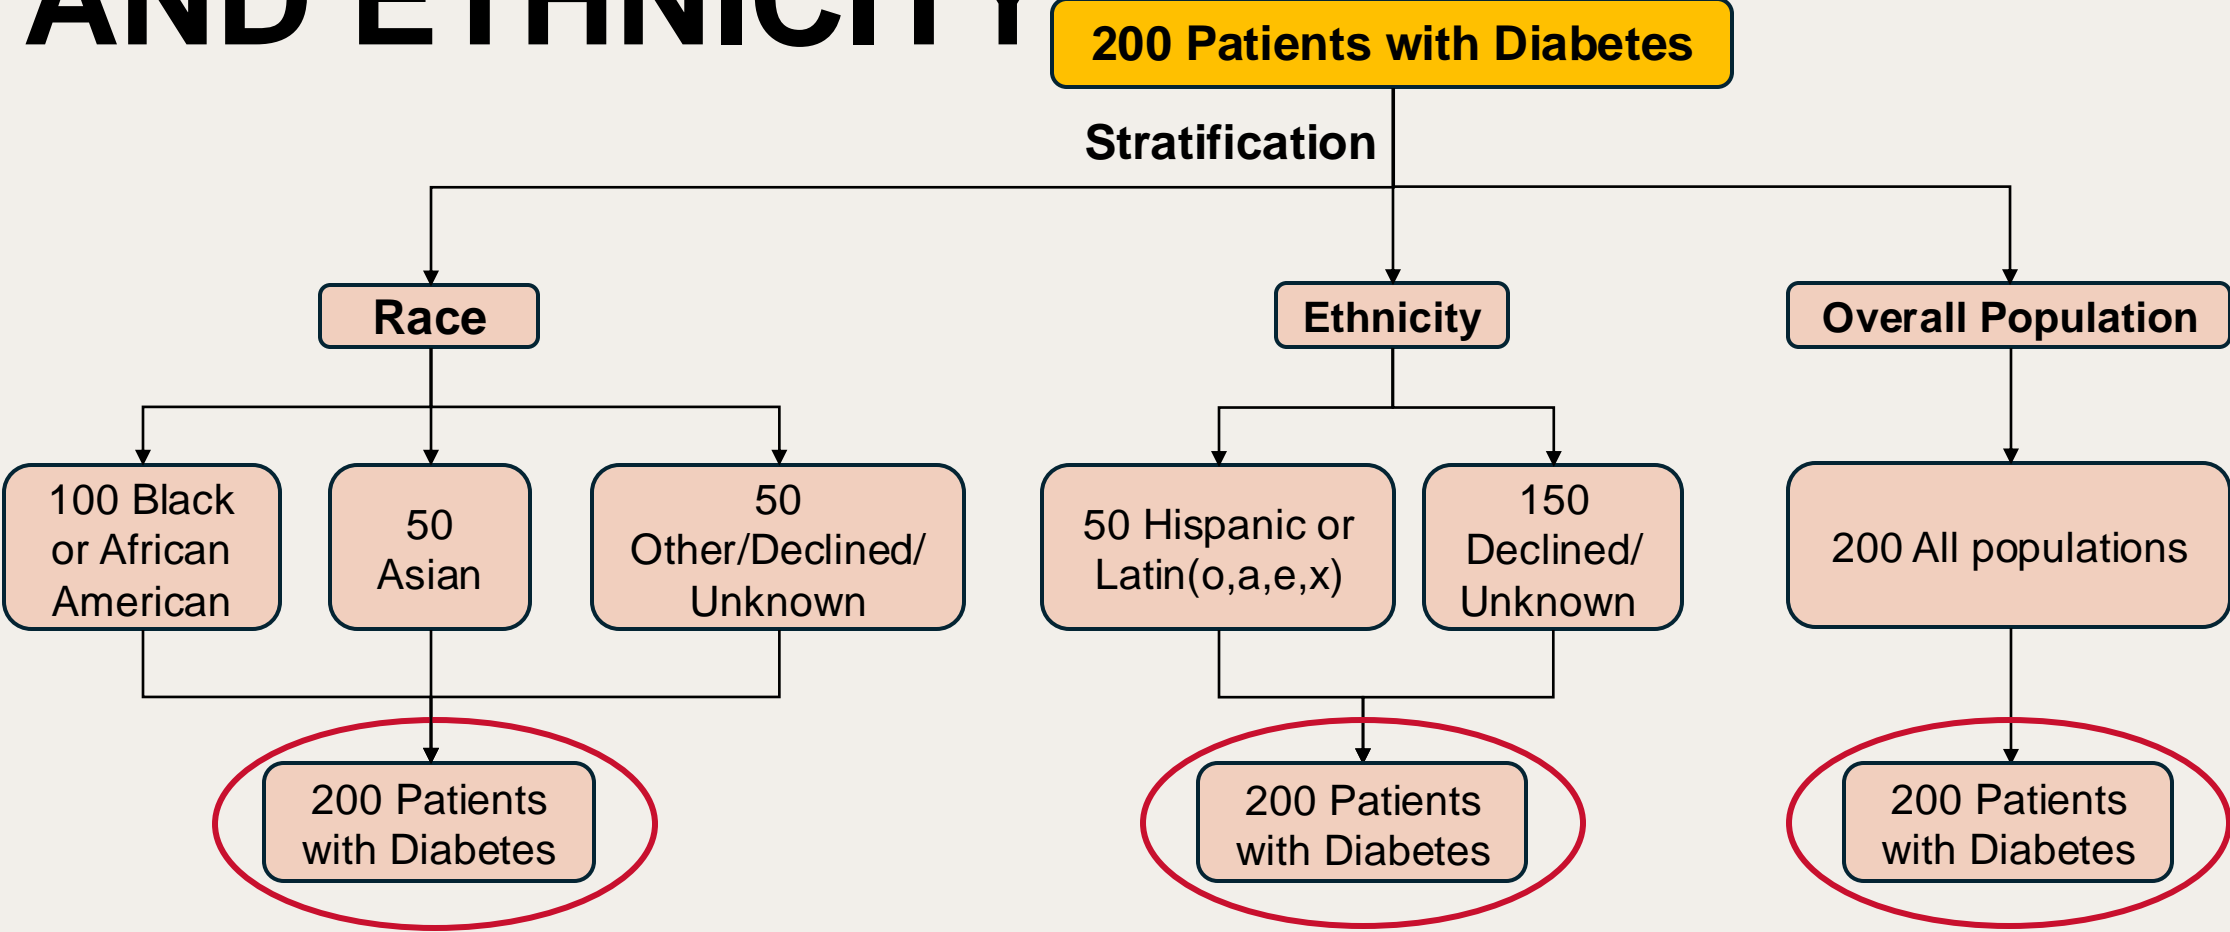 AND ETHNICITY
200 Patients with Diabetes
Stratification
Race
Ethnicity
Overall Population
100 Black
or African
American
50
Asian
50
Other/Declined/
Unknown
50 Hispanic or
Latin(o,a,e,x)
150
Declined/
Unknown
200 All populations
200 Patients
with Diabetes
200 Patients
with Diabetes
200 Patients
with Diabetes